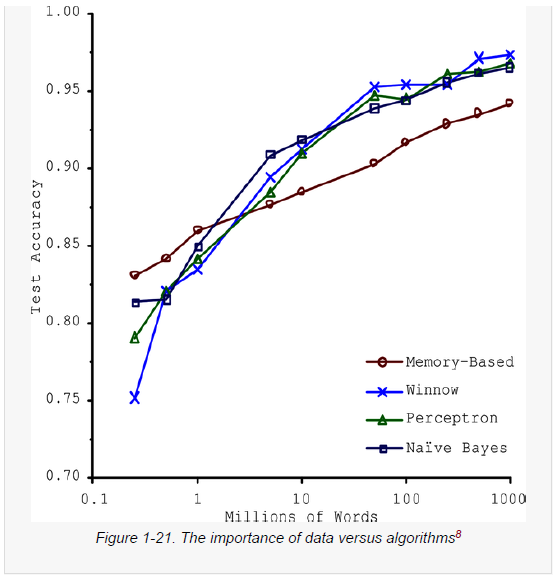 1.00
0.95
0.90
0.85
0.80
0.75
0.70
Test Accuracy
Memory-Based
Winnow
Perceptron
Naïve Bayes
0.1
1
10
100
1000
Millions of Words
Figure 1-21. The importance of data versus algorithms⁸